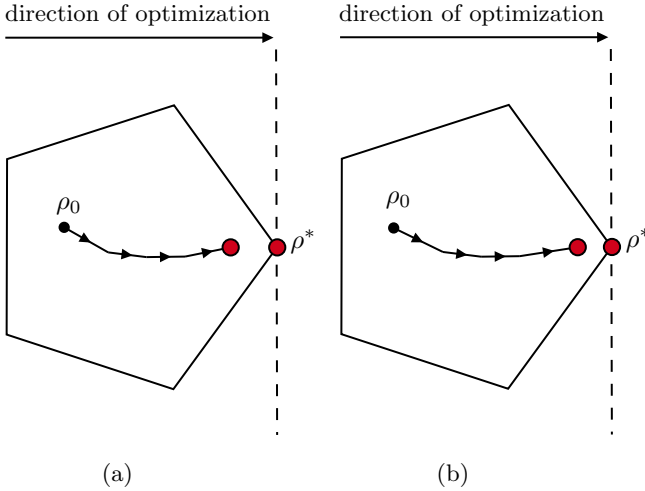 direction of optimization
direction of optimization
ρ₀
ρ₀
ρ*
ρ*
(a)
(b)